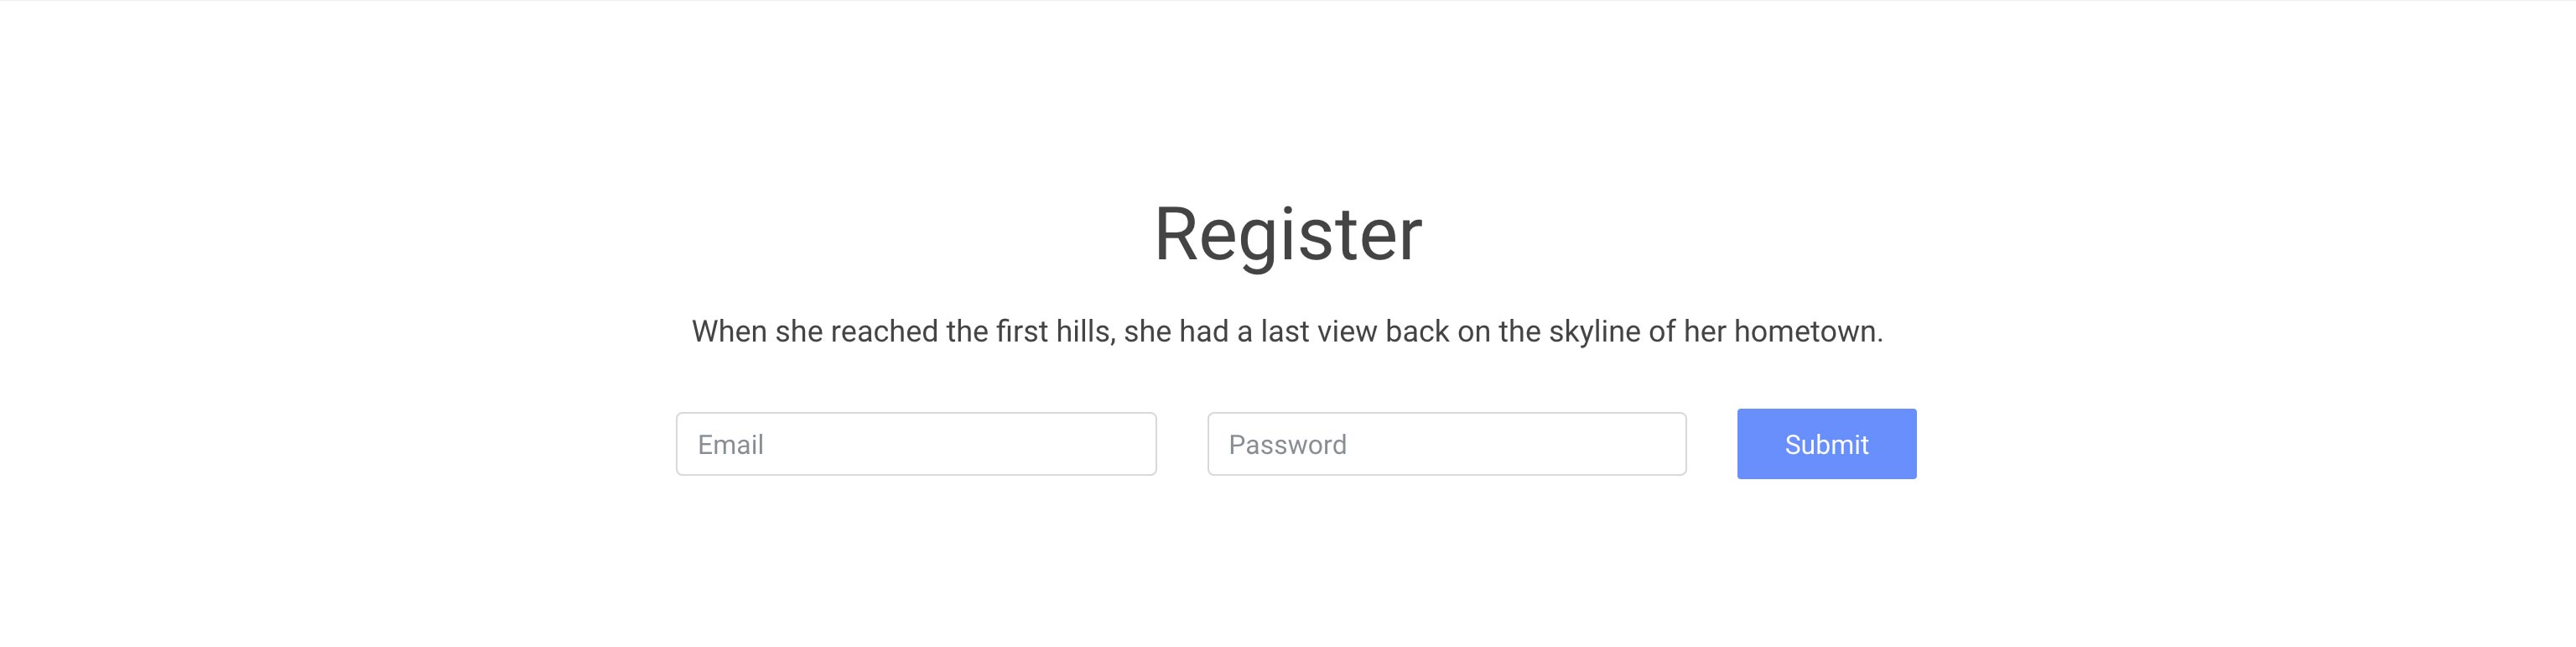 Register
When she reached the first hills, she had a last view back on the skyline of her hometown.
Email
Password
Submit